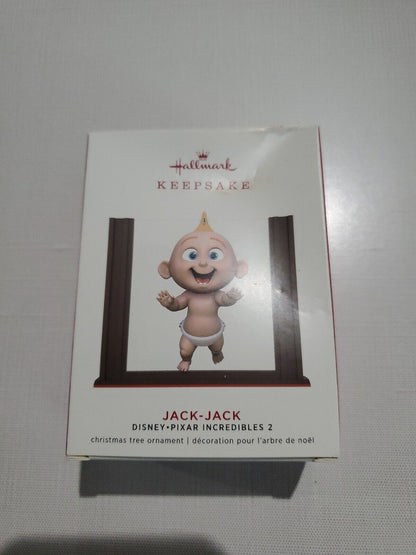 Hallmark
KEEPSAKE
JACK-JACK
DISNEY•PIXAR INCREDIBLES 2
christmas tree ornament | décoration pour l'arbre de noël